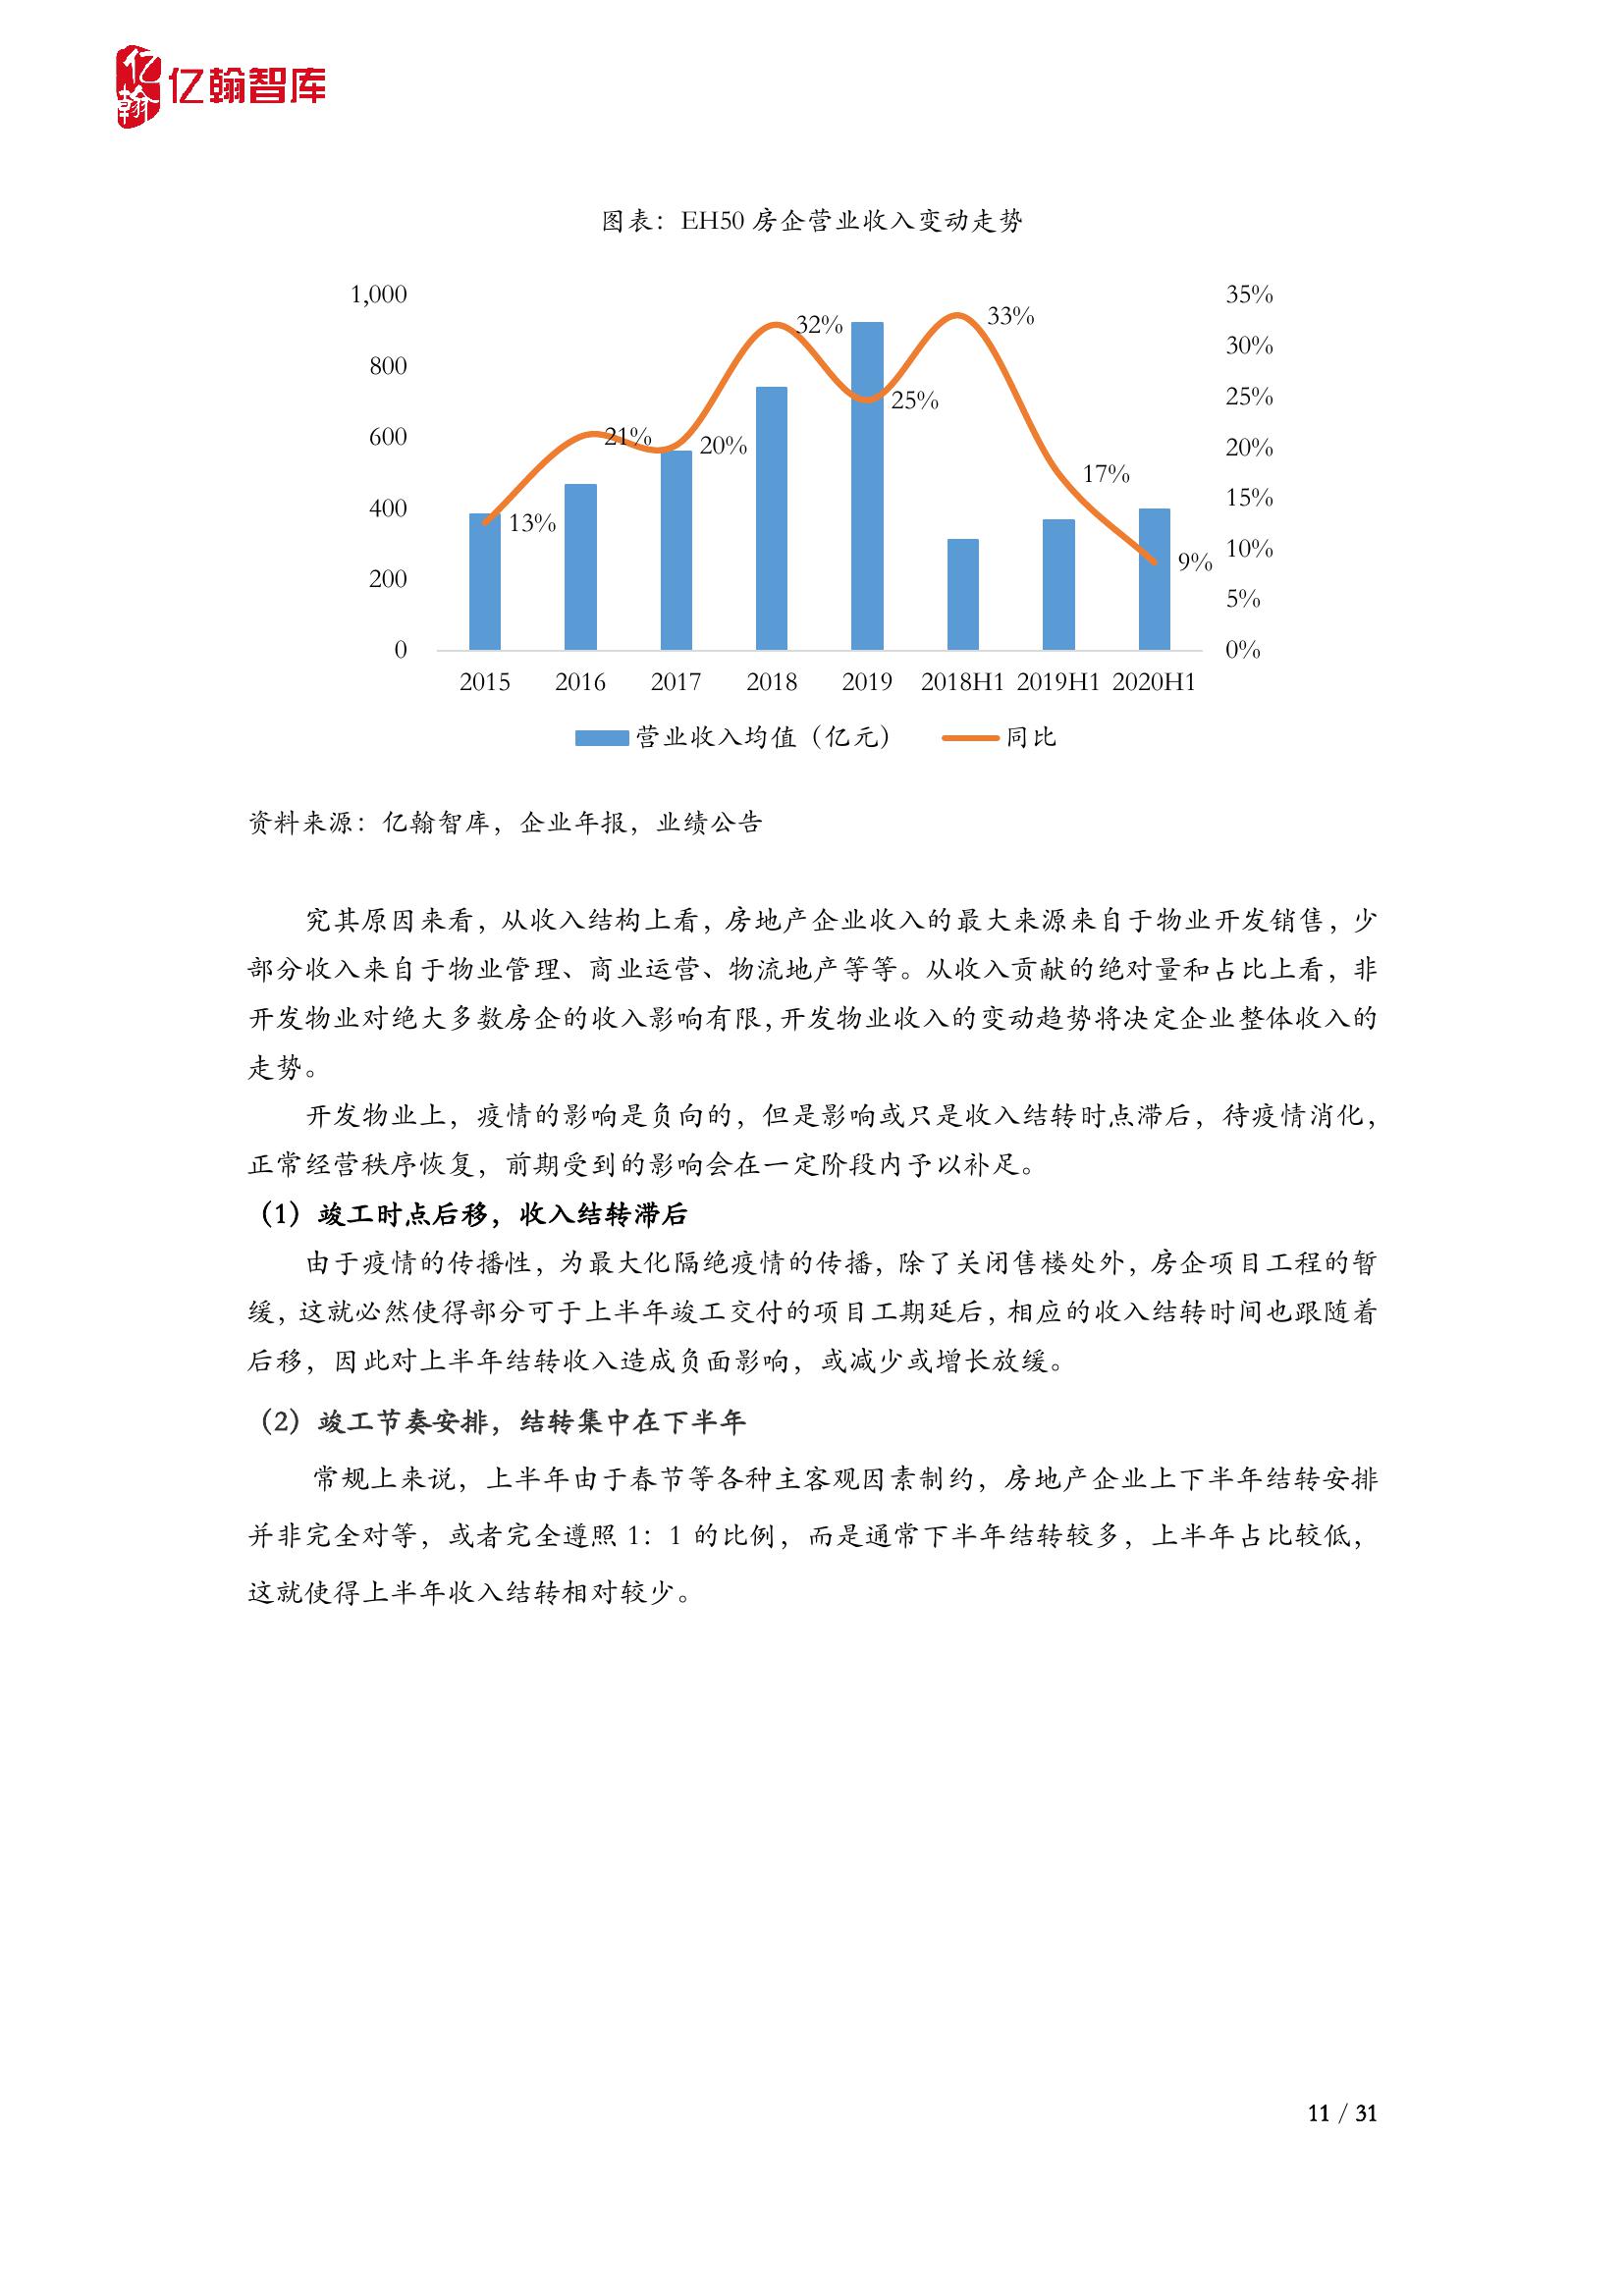 亿翰
亿翰智库
图表：EH50 房企营业收入变动走势
1,000
800
600
400
200
0
35%
30%
25%
20%
15%
10%
5%
0%
13%
21%
20%
32%
25%
33%
17%
9%
2015 2016 2017 2018 2019 2018H1 2019H1 2020H1
营业收入均值（亿元） 同比
资料来源：亿翰智库，企业年报，业绩公告
究其原因来看，从收入结构上看，房地产企业收入的最大来源来自于物业开发销售，少
部分收入来自于物业管理、商业运营、物流地产等等。从收入贡献的绝对量和占比上看，非
开发物业对绝大多数房企的收入影响有限，开发物业收入的变动趋势将决定企业整体收入的
走势。
开发物业上，疫情的影响是负向的，但是影响或只是收入结转时点滞后，待疫情消化，
正常经营秩序恢复，前期受到的影响会在一定阶段内予以补足。
（1）竣工时点后移，收入结转滞后
由于疫情的传播性，为最大化隔绝疫情的传播，除了关闭售楼处外，房企项目工程的暂
缓，这就必然使得部分可于上半年竣工交付的项目工期延后，相应的收入结转时间也跟随着
后移，因此对上半年结转收入造成负面影响，或减少或增长放缓。
（2）竣工节奏安排，结转集中在下半年
常规上来说，上半年由于春节等各种主客观因素制约，房地产企业上下半年结转安排
并非完全对等，或者完全遵照 1：1 的比例，而是通常下半年结转较多，上半年占比较低，
这就使得上半年收入结转相对较少。
11 / 31